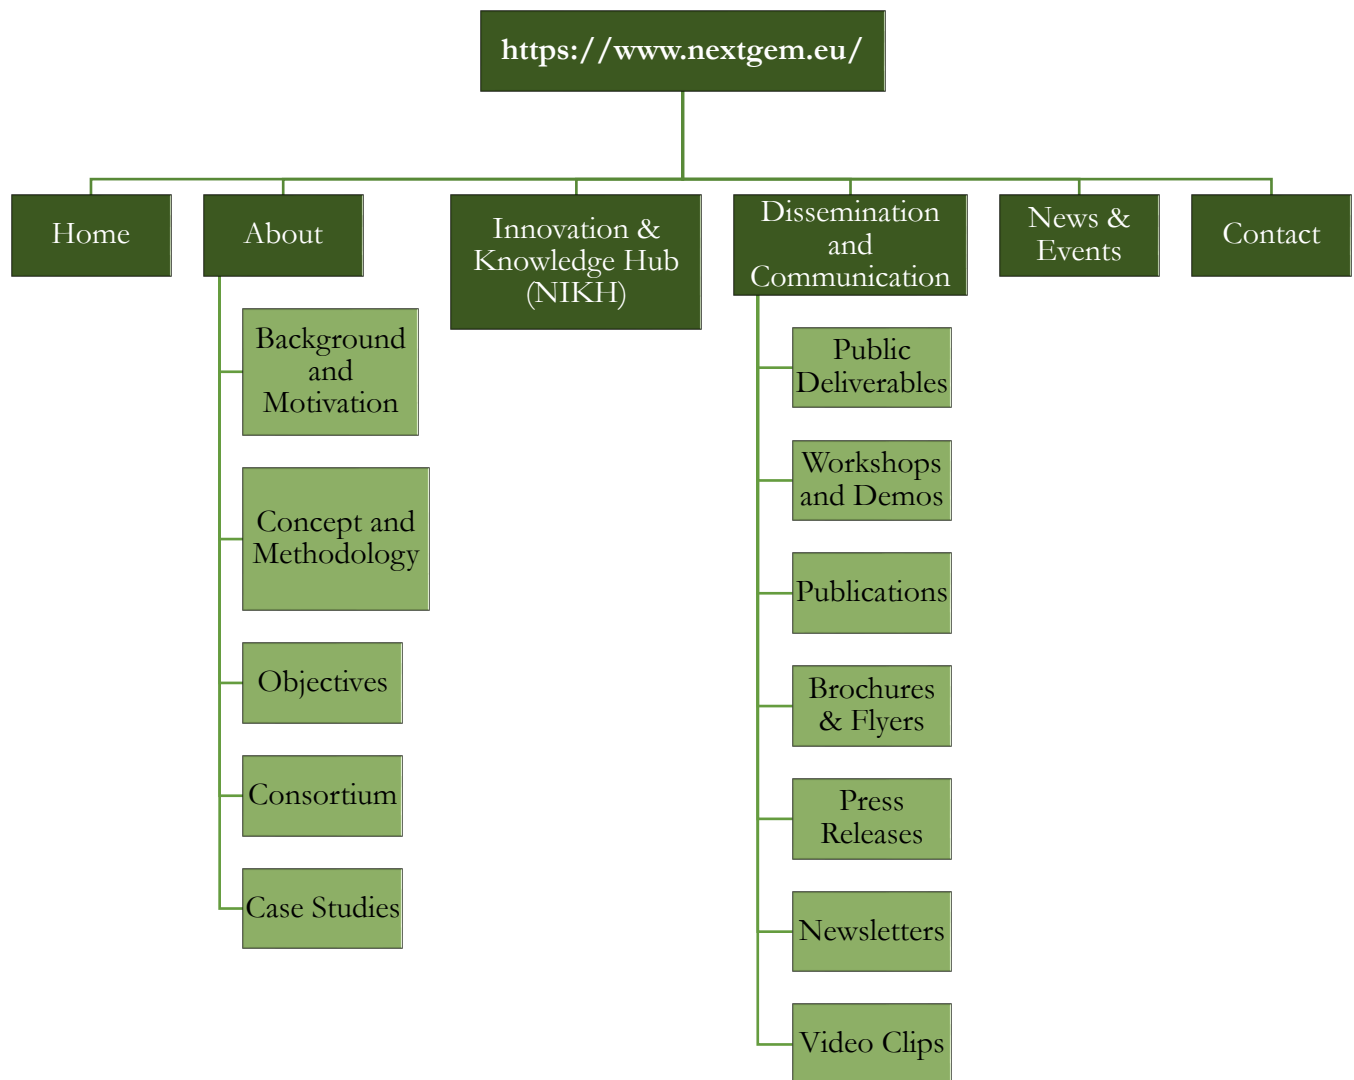 https://www.nextgem.eu/
Home
About
Innovation &
Knowledge Hub
(NIKH)
Dissemination
and
Communication
News &
Events
Contact
Background
and
Motivation
Concept and
Methodology
Objectives
Consortium
Case Studies
Public
Deliverables
Workshops
and Demos
Publications
Brochures
& Flyers
Press
Releases
Newsletters
Video Clips